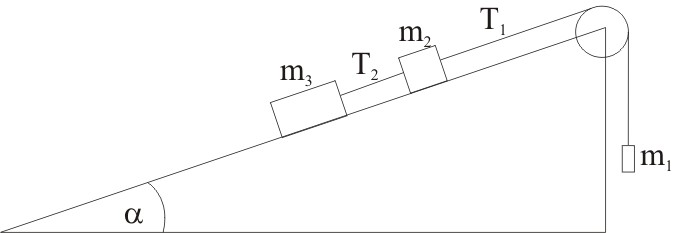 T₁
m₂
T₂
m₃
m₁
α